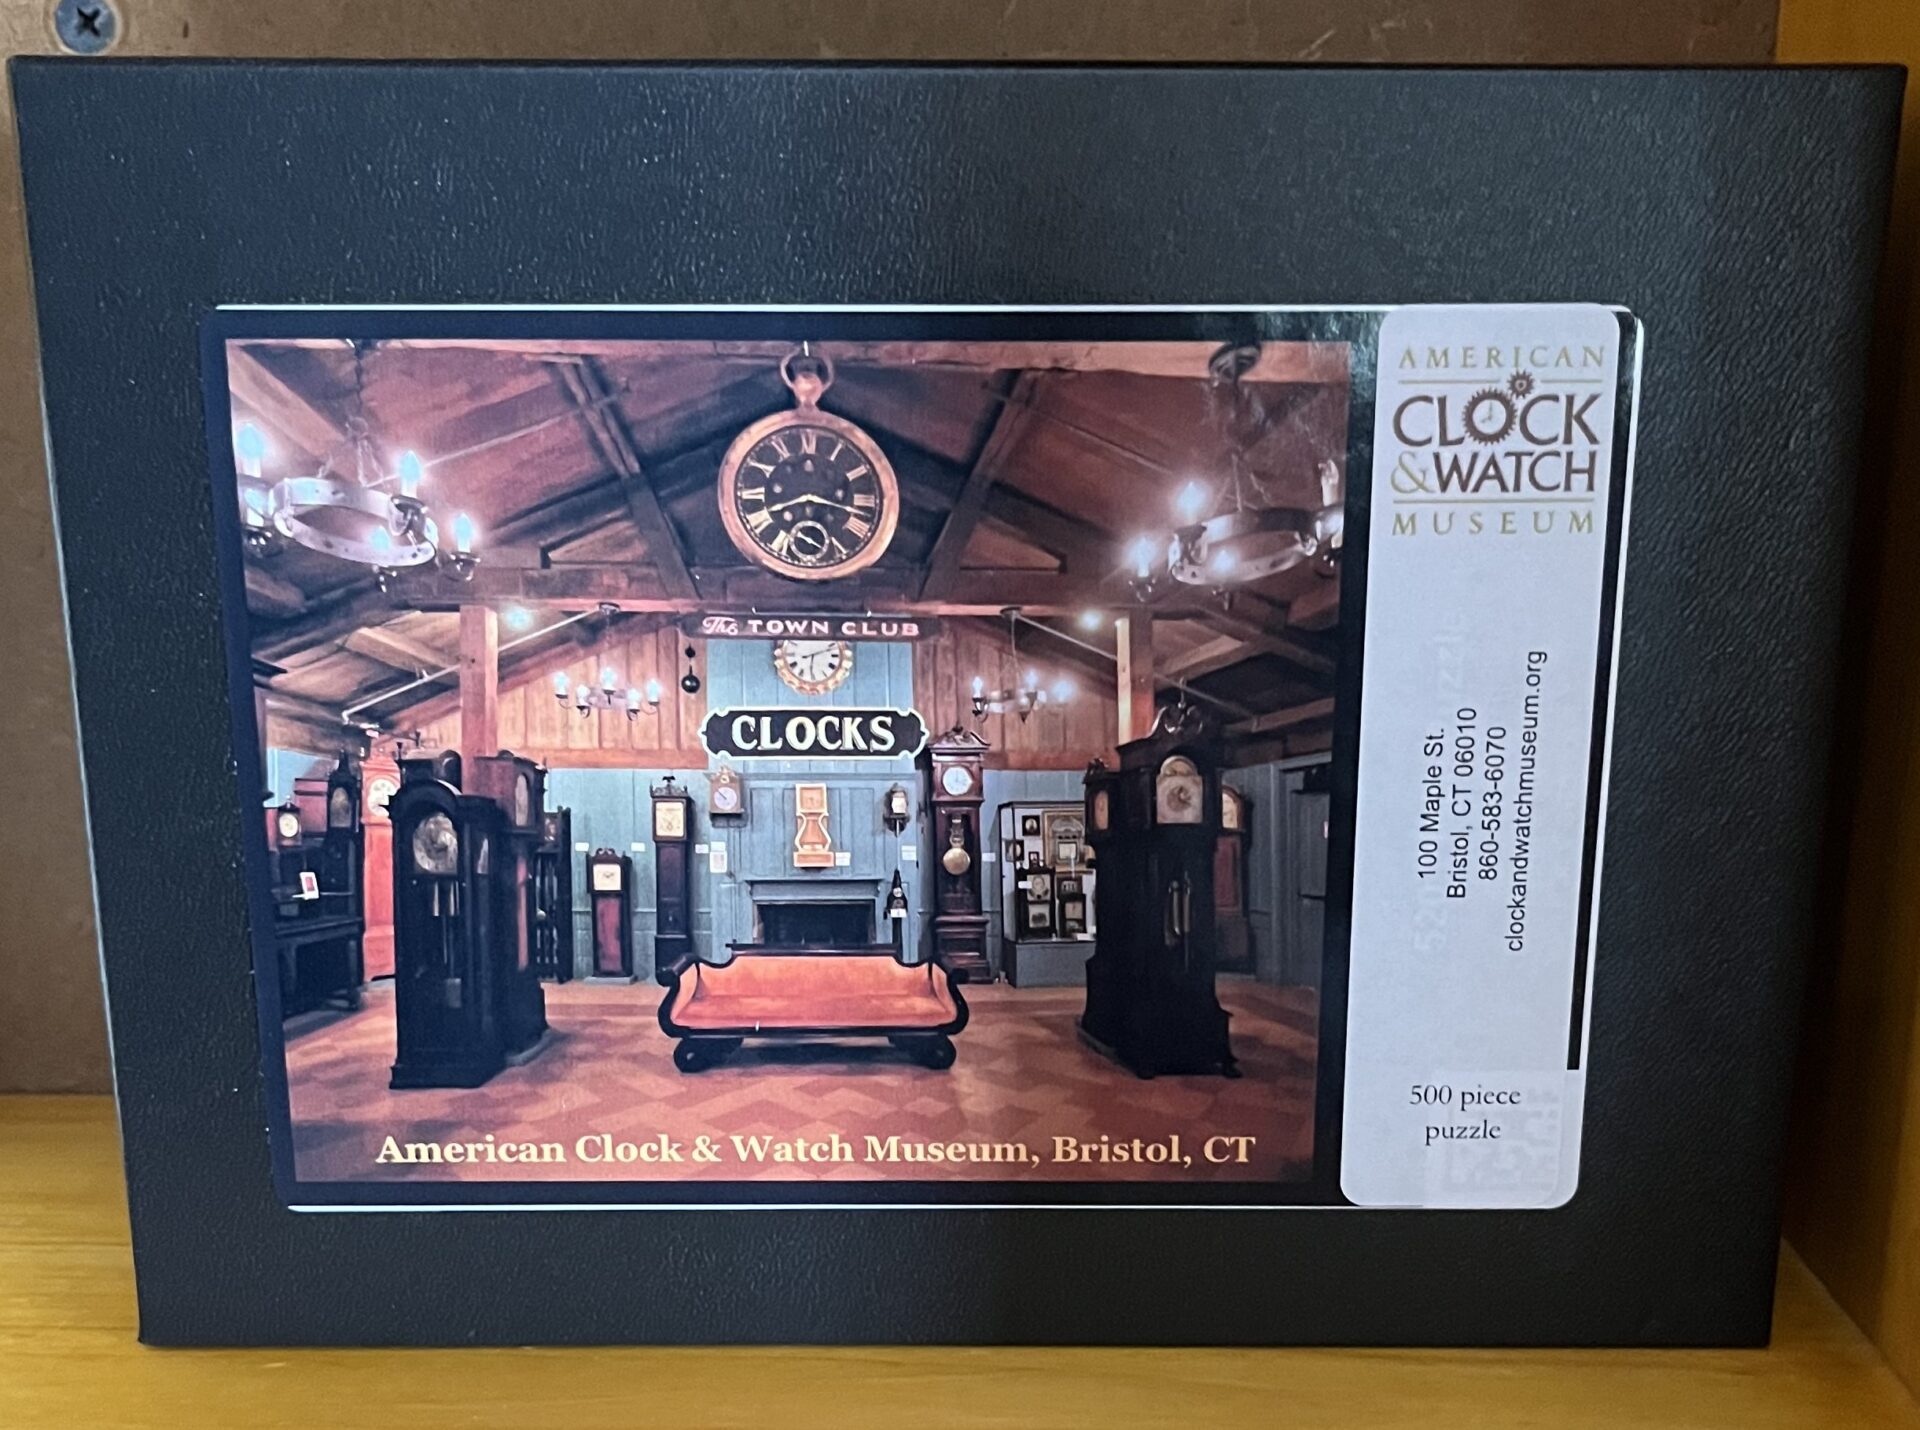 The TOWN CLUB
CLOCKS
American Clock & Watch Museum, Bristol, CT
AMERICAN
CLOCK
&WATCH
MUSEUM
100 Maple St.
Bristol, CT 06010
860-583-6070
clockandwatchmuseum.org
500 piece
puzzle